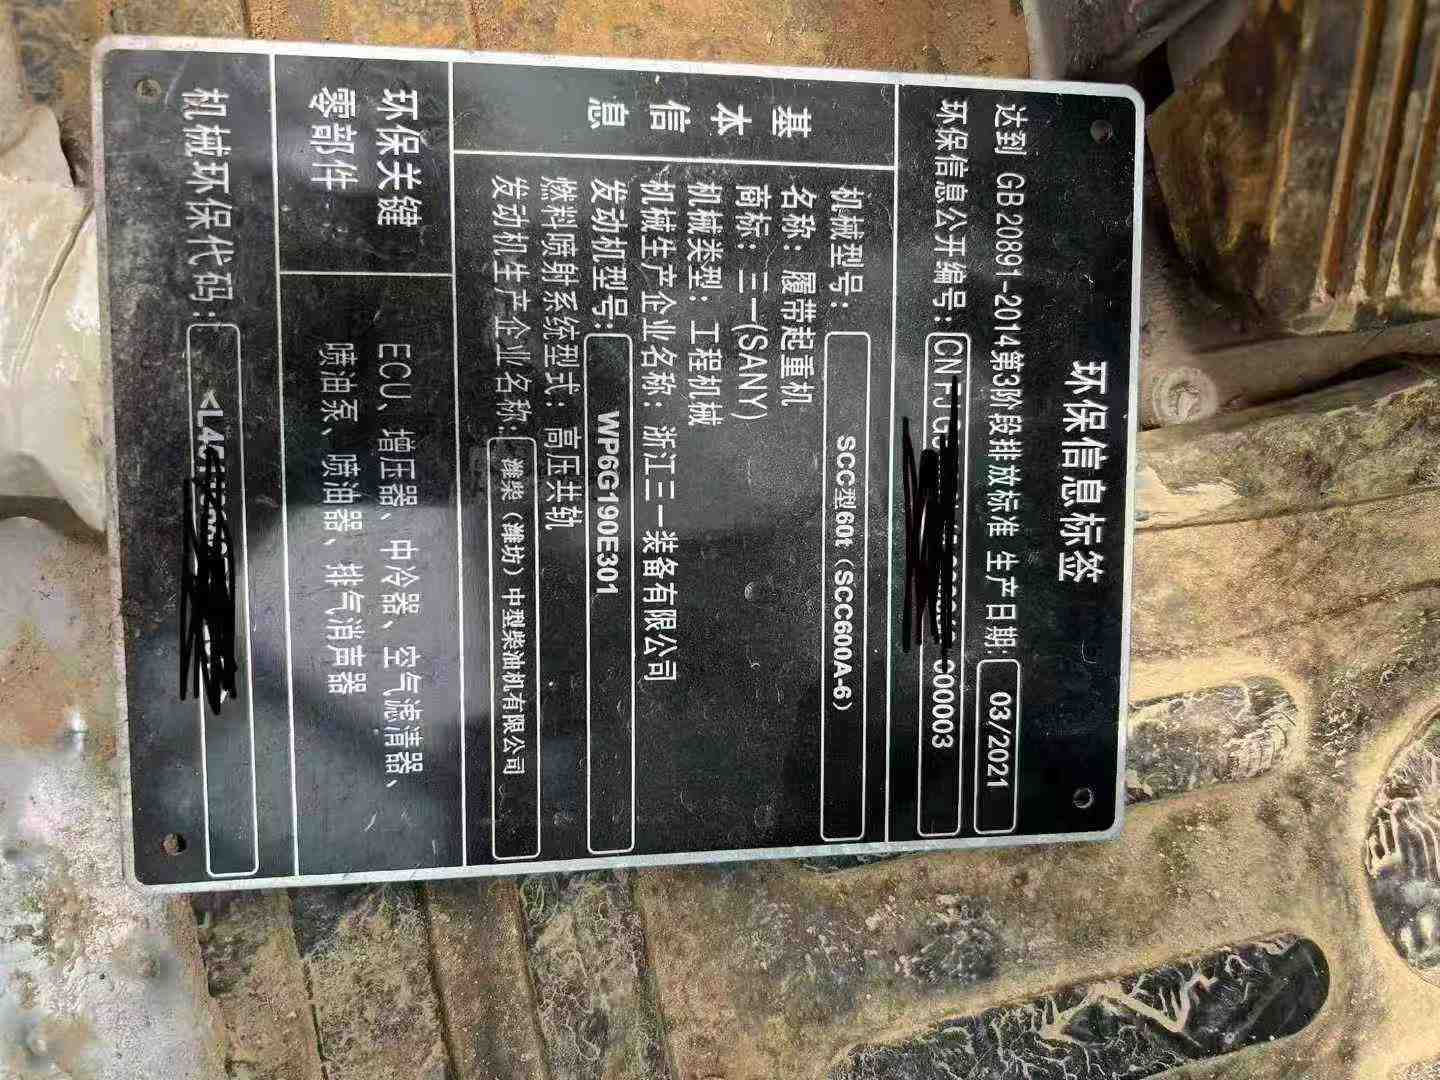 环保信息标签
达到 GB 20891-2014第3阶段排放标准 生产日期: 03/2021
环保信息公开编号: CN FJ G 000003
基本信息
机械型号: SCC型60t（SCC600A-6）
名称: 履带起重机
商标: 三一(SANY)
机械类型: 工程机械
机械生产企业名称: 浙江三一装备有限公司
发动机型号: WP6G190E301
燃料喷射系统型式: 高压共轨
发动机生产企业名称: 潍柴（潍坊）中型柴油机有限公司
环保关键
零部件
ECU、增压器、中冷器、空气滤清器、
喷油泵、喷油器、排气消声器
机械环保代码: <L4